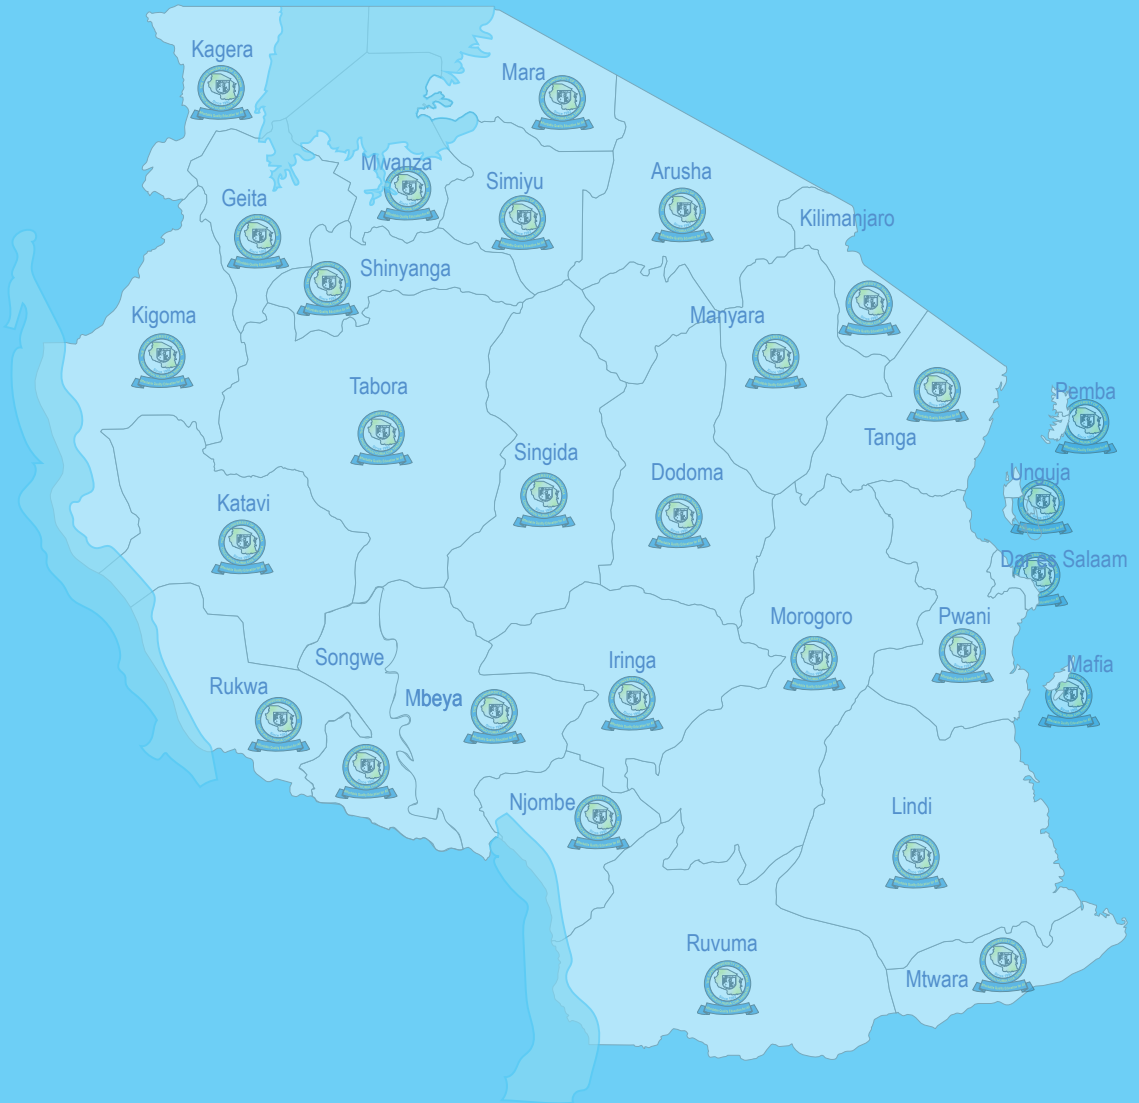 Kagera
Mara
Mwanza
Simiyu
Arusha
Geita
Kilimanjaro
Shinyanga
Kigoma
Manyara
Tabora
Pemba
Tanga
Singida
Dodoma
Unguja
Katavi
Dar es Salaam
Morogoro
Pwani
Songwe
Iringa
Mafia
Rukwa
Mbeya
Njombe
Lindi
Ruvuma
Mtwara